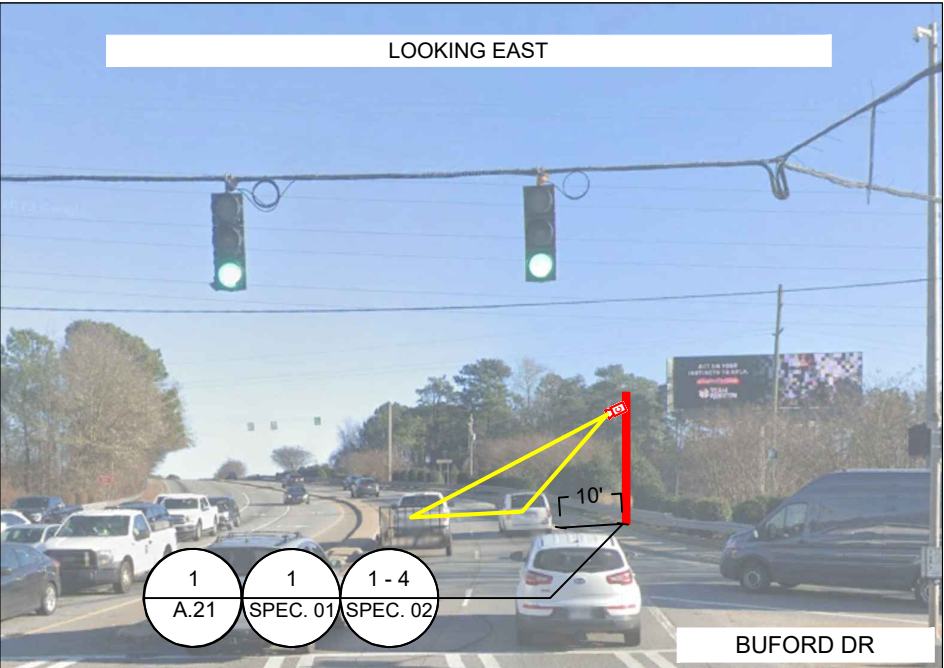 LOOKING EAST
10'
1
A.21
1
SPEC. 01
1 - 4
SPEC. 02
BUFORD DR